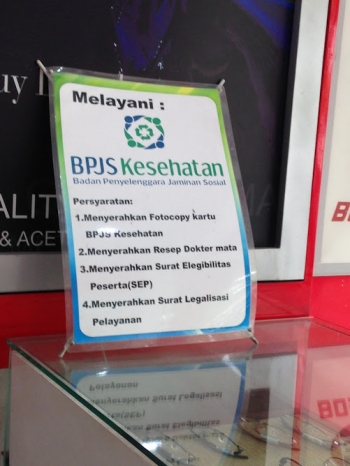 Melayani :
BPJS Kesehatan
Badan Penyelenggara Jaminan Sosial
Persyaratan:
1.Menyerahkan Fotocopy kartu
BPJS Kesehatan
2.Menyerahkan Resep Dokter mata
3.Menyerahkan Surat Elegibilitas
Peserta(SEP)
4.Menyerahkan Surat Legalisasi
Pelayanan
& ACET